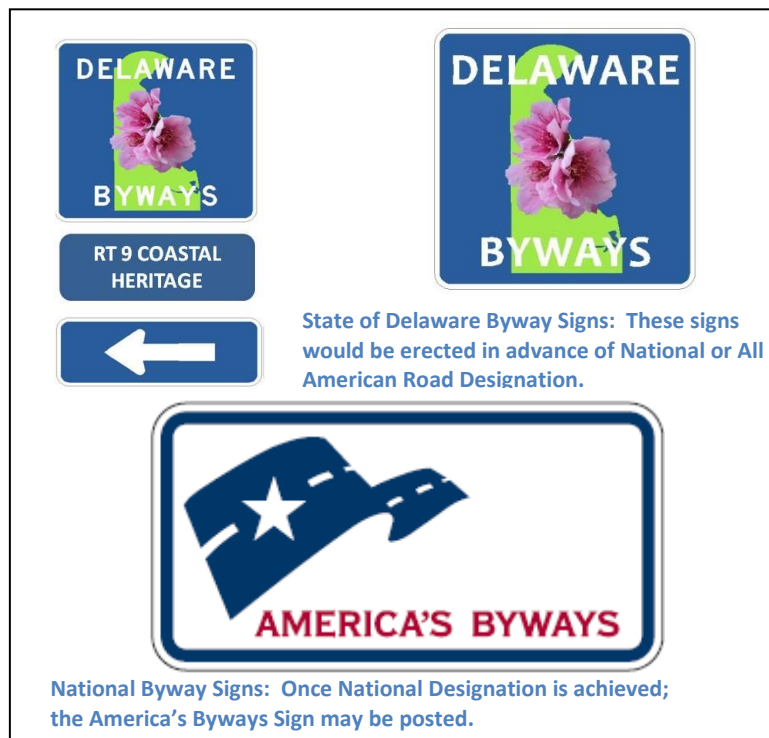 DELAWARE
BYWAYS
RT 9 COASTAL
HERITAGE
DELAWARE
BYWAYS
State of Delaware Byway Signs: These signs
would be erected in advance of National or All
American Road Designation.
AMERICA'S BYWAYS
National Byway Signs: Once National Designation is achieved;
the America's Byways Sign may be posted.